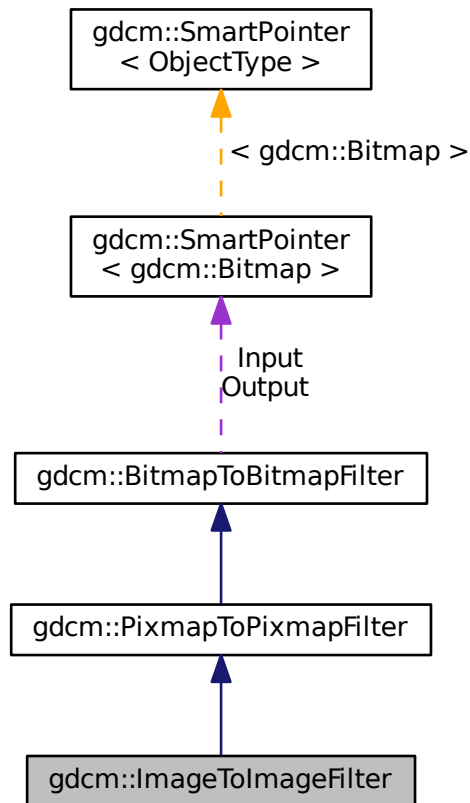 gdcm::SmartPointer
< ObjectType >
< gdcm::Bitmap >
gdcm::SmartPointer
< gdcm::Bitmap >
Input
Output
gdcm::BitmapToBitmapFilter
gdcm::PixmapToPixmapFilter
gdcm::ImageToImageFilter